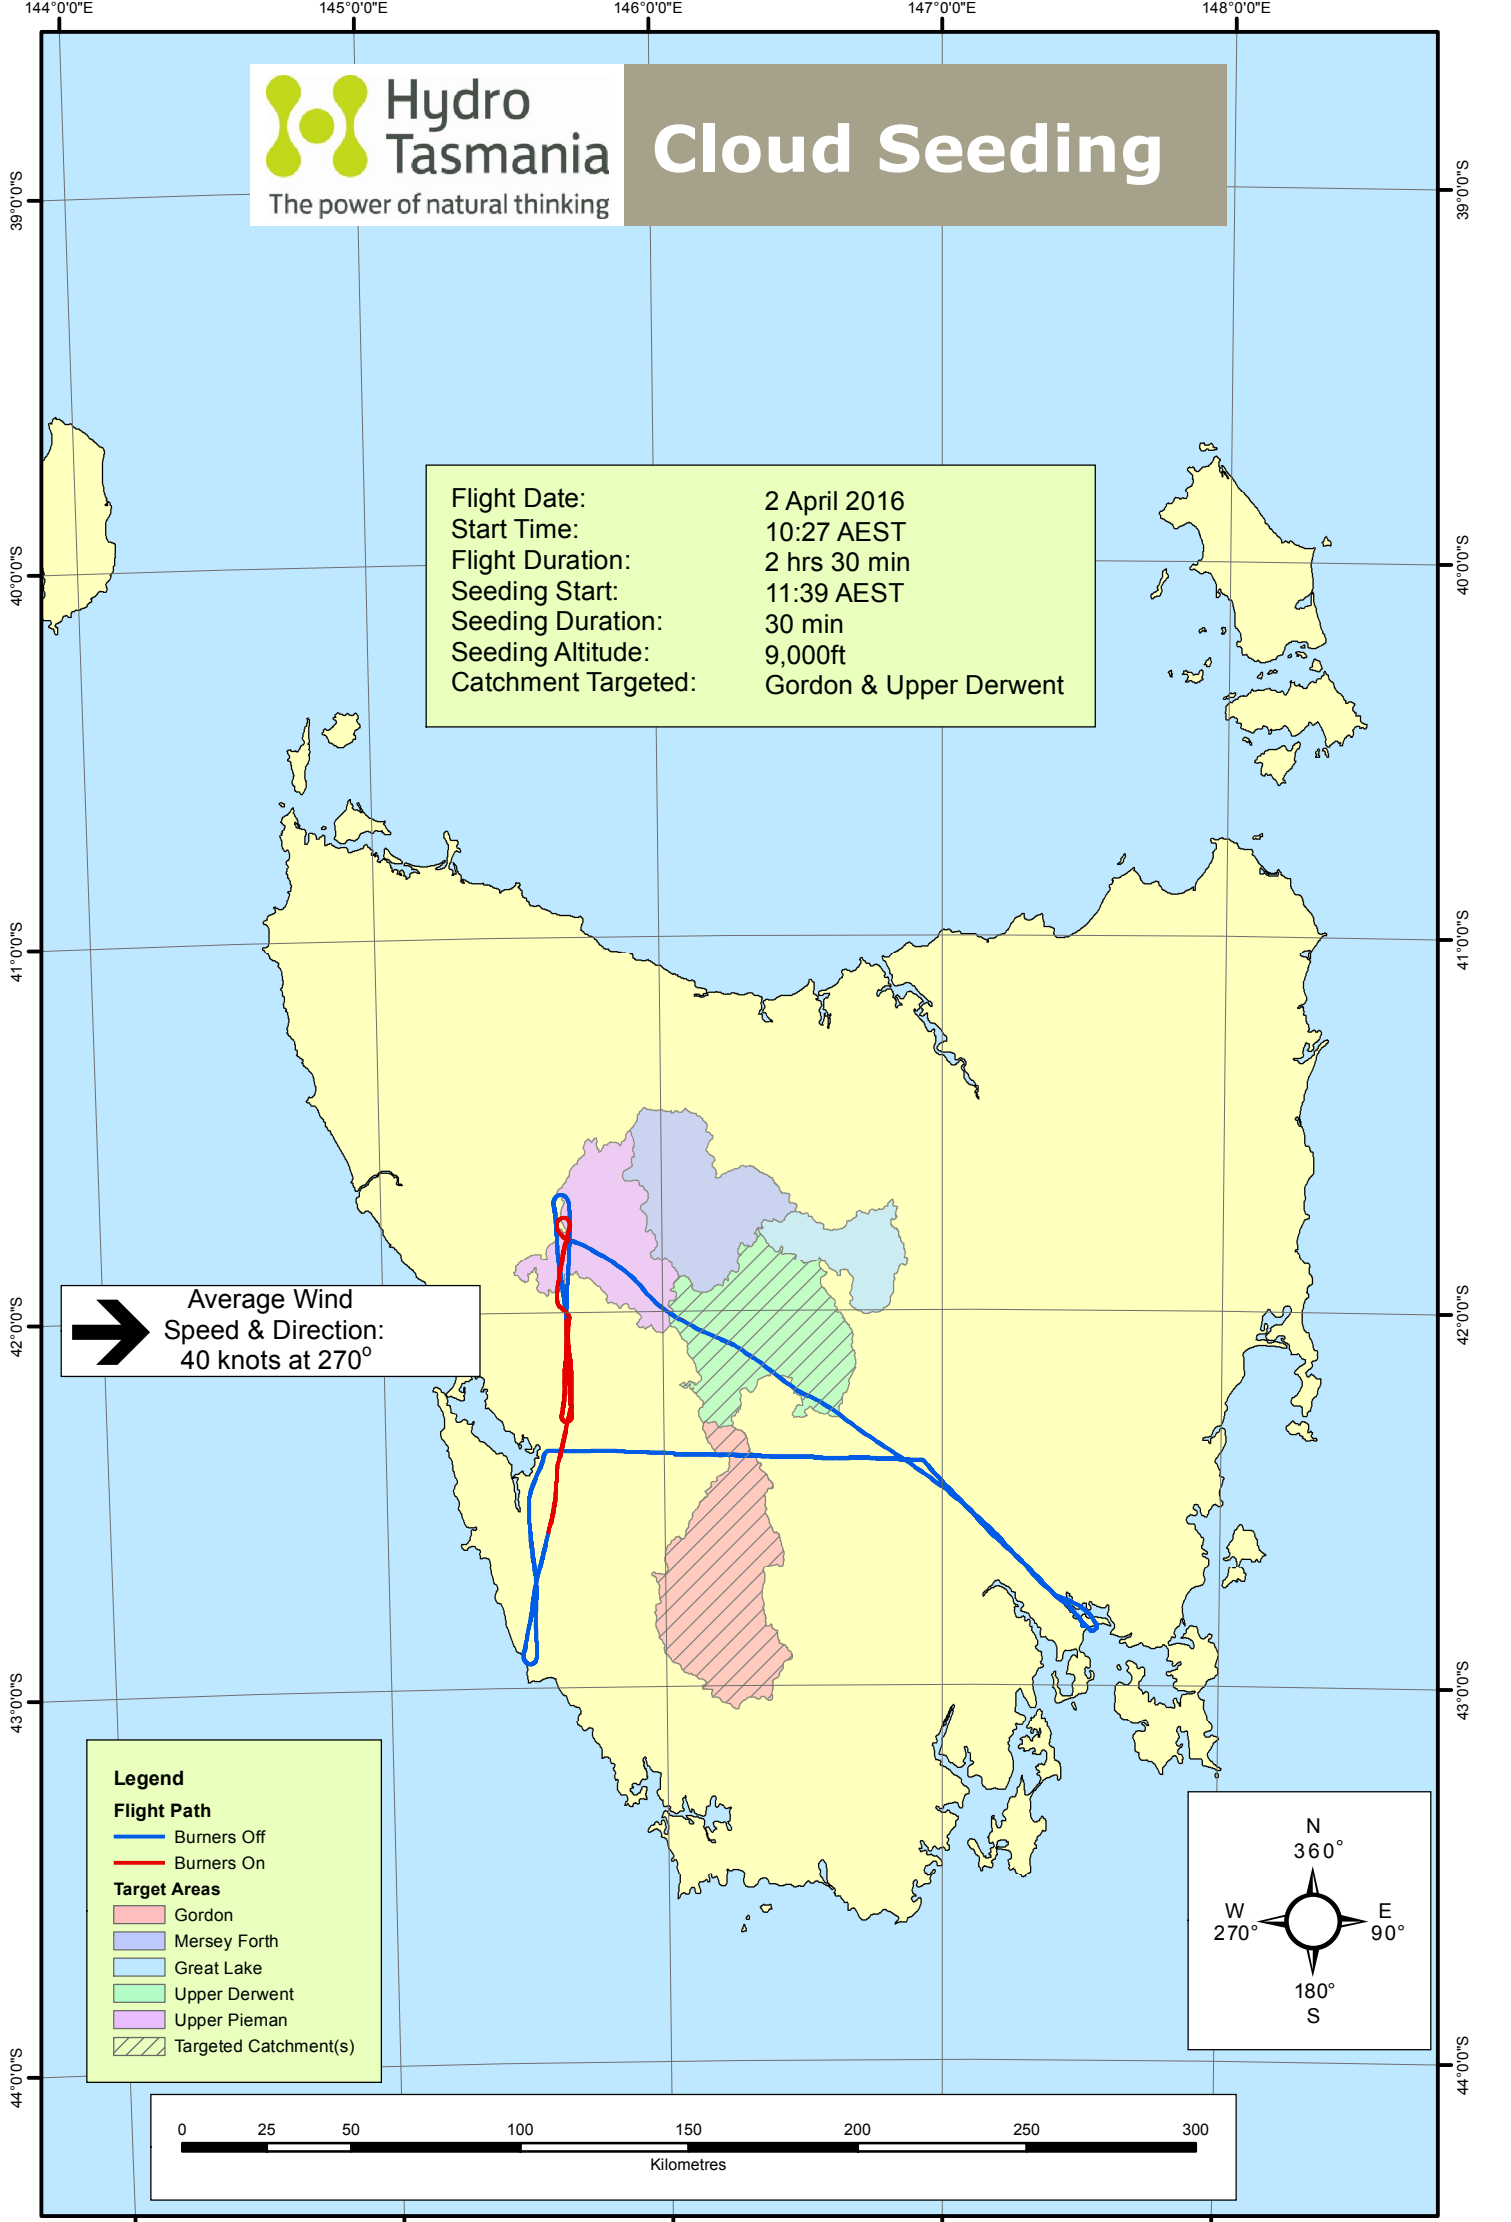 144°0'0"E 145°0'0"E 146°0'0"E 147°0'0"E 148°0'0"E
Hydro
Tasmania
The power of natural thinking
Cloud Seeding
39°0'0"S 39°0'0"S
Flight Date: 2 April 2016
Start Time: 10:27 AEST
Flight Duration: 2 hrs 30 min
Seeding Start: 11:39 AEST
Seeding Duration: 30 min
Seeding Altitude: 9,000ft
Catchment Targeted: Gordon & Upper Derwent
40°0'0"S 40°0'0"S
41°0'0"S 41°0'0"S
Average Wind
Speed & Direction:
40 knots at 270°
42°0'0"S 42°0'0"S
43°0'0"S 43°0'0"S
Legend
Flight Path
Burners Off
Burners On
Target Areas
Gordon
Mersey Forth
Great Lake
Upper Derwent
Upper Pieman
Targeted Catchment(s)
N
360°
W E
270° 90°
180°
S
44°0'0"S 44°0'0"S
0 25 50 100 150 200 250 300
Kilometres